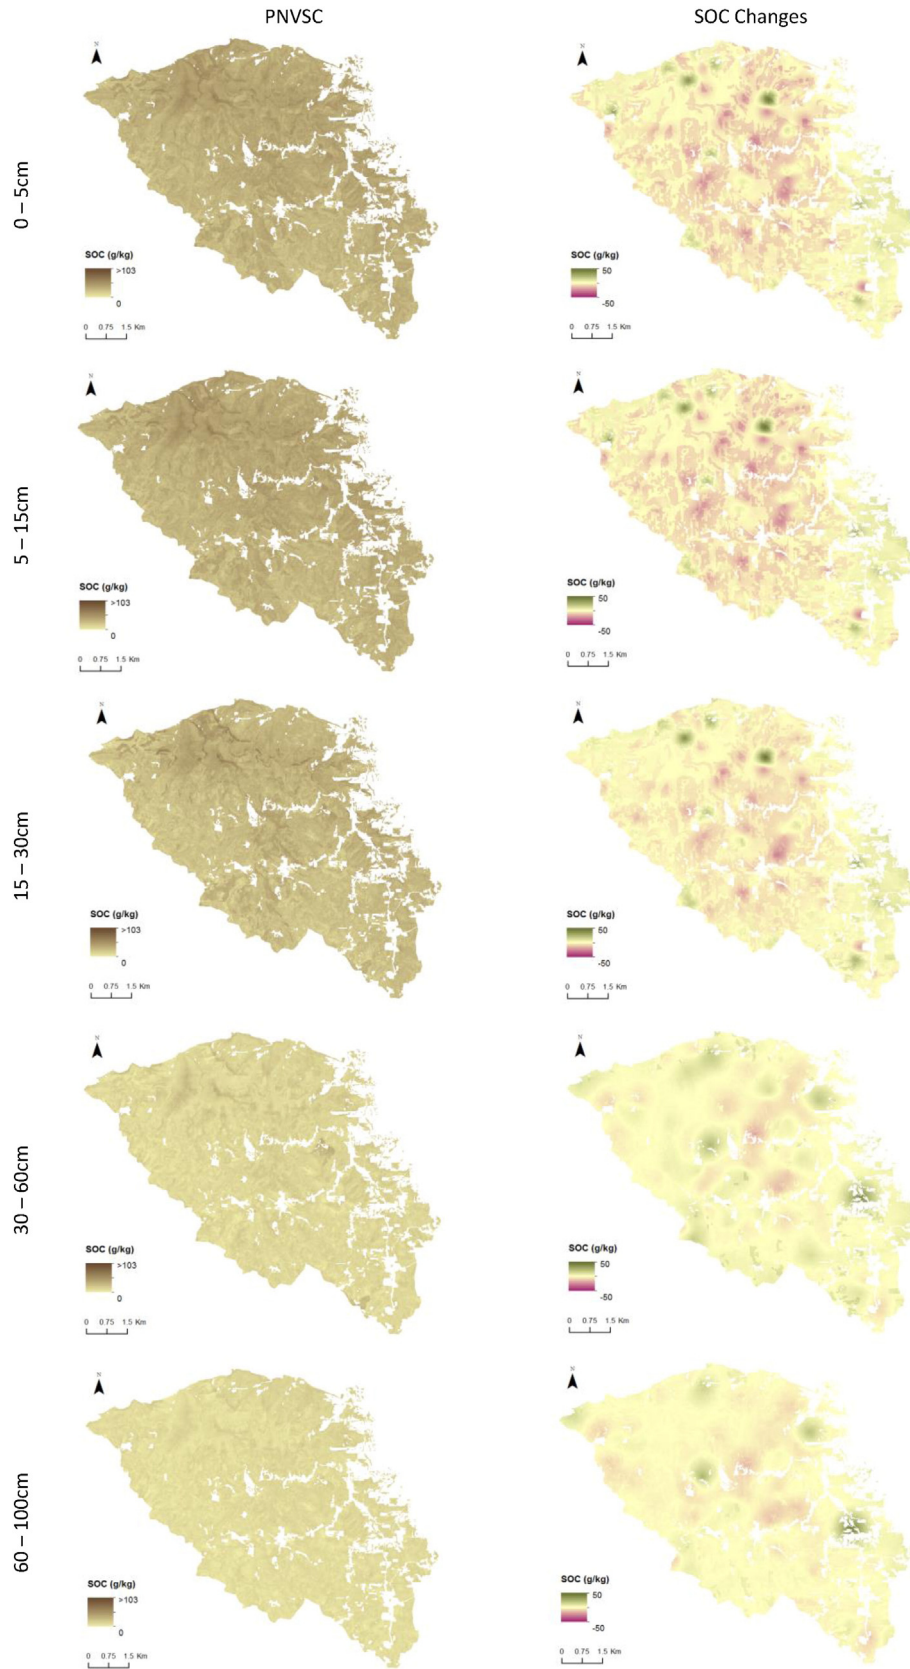 PNVSC
SOC Changes
0 – 5cm
N
SOC (g/kg)
>103
0
0 0.75 1.5 Km
N
SOC (g/kg)
50
-50
0 0.75 1.5 Km
5 – 15cm
N
SOC (g/kg)
>103
0
0 0.75 1.5 Km
N
SOC (g/kg)
50
-50
0 0.75 1.5 Km
15 – 30cm
N
SOC (g/kg)
>103
0
0 0.75 1.5 Km
N
SOC (g/kg)
50
-50
0 0.75 1.5 Km
30 – 60cm
N
SOC (g/kg)
>103
0
0 0.75 1.5 Km
N
SOC (g/kg)
50
-50
0 0.75 1.5 Km
60 – 100cm
N
SOC (g/kg)
>103
0
0 0.75 1.5 Km
N
SOC (g/kg)
50
-50
0 0.75 1.5 Km